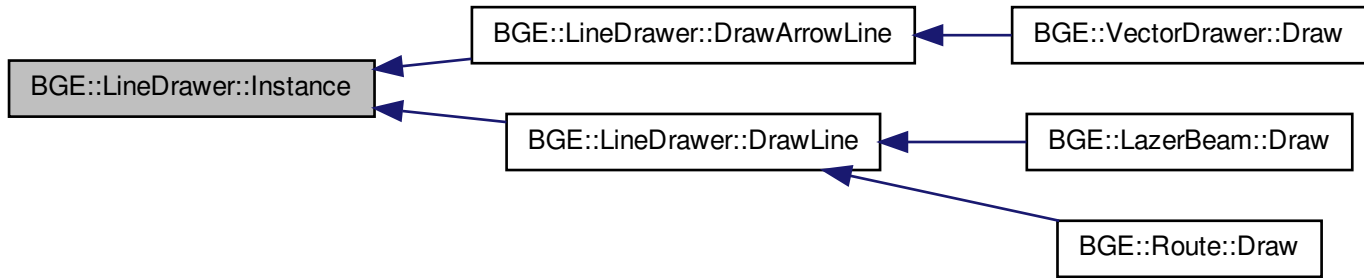 BGE::LineDrawer::Instance
BGE::LineDrawer::DrawArrowLine
BGE::VectorDrawer::Draw
BGE::LineDrawer::DrawLine
BGE::LazerBeam::Draw
BGE::Route::Draw